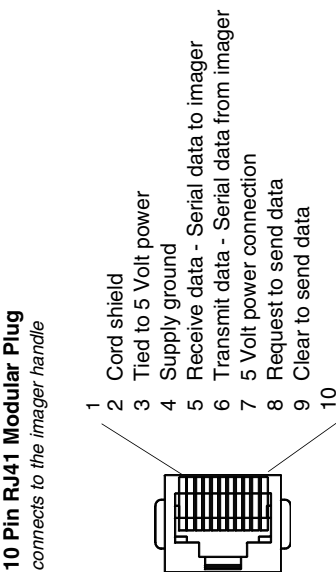 10 Pin RJ41 Modular Plug
connects to the imager handle
1
2 Cord shield
3 Tied to 5 Volt power
4 Supply ground
5 Receive data - Serial data to imager
6 Transmit data - Serial data from imager
7 5 Volt power connection
8 Request to send data
9 Clear to send data
10